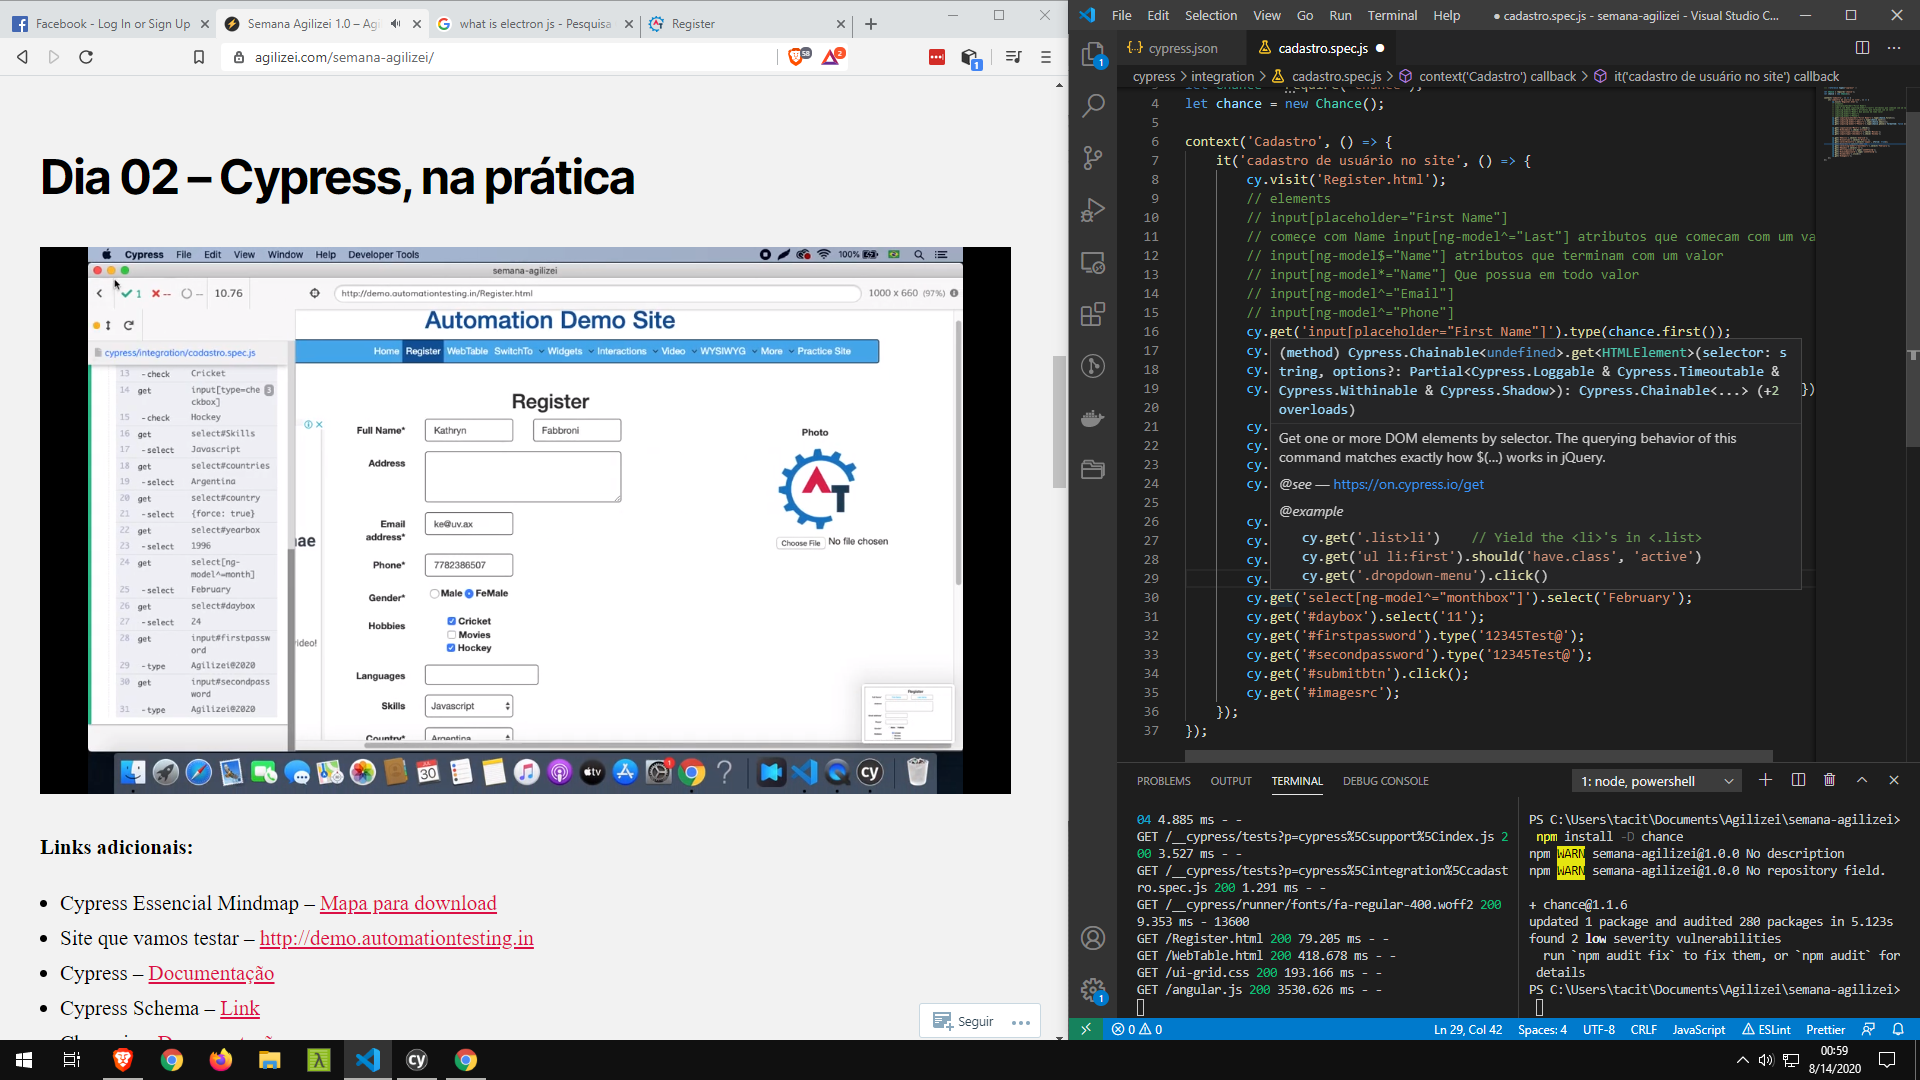 Facebook - Log In or Sign Up
Semana Agilizei 1.0 – Agi
what is electron js - Pesquisa
Register
agilizei.com/semana-agilizei/
58
2
1
Dia 02 – Cypress, na prática
Cypress File Edit View Window Help Developer Tools
100%
semana-agilizei
1 -- -- 10.76
http://demo.automationtesting.in/Register.html
1000 x 660 (97%)
cypress/integration/cadastro.spec.js
13 -check Cricket
14 get input[type=che
ckbox]
3
15 -check Hockey
16 get select#Skills
17 -select Javascript
18 get select#countries
19 -select Argentina
20 get select#country
21 -select {force: true}
22 get select#yearbox
23 -select 1996
24 get select[ng-
model^=month]
25 -select February
26 get select#daybox
27 -select 24
28 get input#firstpassw
ord
29 -type Agilizei@2020
30 get input#secondpass
word
31 -type Agilizei@2020
Automation Demo Site
Home Register WebTable SwitchTo Widgets Interactions Video WYSIWYG More Practice Site
Register
Full Name* Kathryn Fabbroni
Address
Email
address* ke@uv.ax
Phone* 7782386507
Gender* Male FeMale
Hobbies Cricket
Movies
Hockey
Languages
Skills Javascript
Country* Argentina
Photo
AT
Choose File No file chosen
nae
video!
Register
JUL
30
1
tv
cy
Links adicionais:
Cypress Essencial Mindmap – Mapa para download
Site que vamos testar – http://demo.automationtesting.in
Cypress – Documentação
Cypress Schema – Link
Seguir
File Edit Selection View Go Run Terminal Help
● cadastro.spec.js - semana-agilizei - Visual Studio C...
cypress.json
cadastro.spec.js
cypress > integration > cadastro.spec.js > context('Cadastro') callback > it('cadastro de usuário no site') callback
4 let chance = new Chance();
5
6 context('Cadastro', () => {
7 it('cadastro de usuário no site', () => {
8 cy.visit('Register.html');
9 // elements
10 // input[placeholder="First Name"]
11 // começe com Name input[ng-model^="Last"] atributos que comecam com um va
12 // input[ng-model$="Name"] atributos que terminam com um valor
13 // input[ng-model*="Name"] Que possua em todo valor
14 // input[ng-model^="Email"]
15 // input[ng-model^="Phone"]
16 cy.get('input[placeholder="First Name"]').type(chance.first());
17 cy.
18 cy.
19 cy. })
20
21 cy.
22 cy.
23 cy.
24 cy.
25
26 cy.
27 cy.
28 cy.
29 cy.
(method) Cypress.Chainable<undefined>.get<HTMLElement>(selector: s
tring, options?: Partial<Cypress.Loggable & Cypress.Timeoutable &
Cypress.Withinable & Cypress.Shadow>): Cypress.Chainable<...> (+2
overloads)
Get one or more DOM elements by selector. The querying behavior of this
command matches exactly how $(...) works in jQuery.
@see — https://on.cypress.io/get
@example
cy.get('.list>li') // Yield the <li>'s in <.list>
cy.get('ul li:first').should('have.class', 'active')
cy.get('.dropdown-menu').click()
30 cy.get('select[ng-model^="monthbox"]').select('February');
31 cy.get('#daybox').select('11');
32 cy.get('#firstpassword').type('12345Test@');
33 cy.get('#secondpassword').type('12345Test@');
34 cy.get('#submitbtn').click();
35 cy.get('#imagesrc');
36 });
37 });
PROBLEMS OUTPUT TERMINAL DEBUG CONSOLE
1: node, powershell
04 4.885 ms - -
GET /__cypress/tests?p=cypress%5Csupport%5Cindex.js 2
00 3.527 ms - -
GET /__cypress/tests?p=cypress%5Cintegration%5Ccadast
ro.spec.js 200 1.291 ms - -
GET /__cypress/runner/fonts/fa-regular-400.woff2 200
9.353 ms - 13600
GET /Register.html 200 79.205 ms - -
GET /WebTable.html 200 418.678 ms - -
GET /ui-grid.css 200 193.166 ms - -
GET /angular.js 200 3530.626 ms - -
PS C:\Users\tacit\Documents\Agilizei\semana-agilizei>
npm install -D chance
npm WARN semana-agilizei@1.0.0 No description
npm WARN semana-agilizei@1.0.0 No repository field.
+ chance@1.1.6
updated 1 package and audited 280 packages in 5.123s
found 2 low severity vulnerabilities
run `npm audit fix` to fix them, or `npm audit` for
details
PS C:\Users\tacit\Documents\Agilizei\semana-agilizei>
0 0
Ln 29, Col 42 Spaces: 4 UTF-8 CRLF JavaScript ESLint Prettier
cy
00:59
8/14/2020